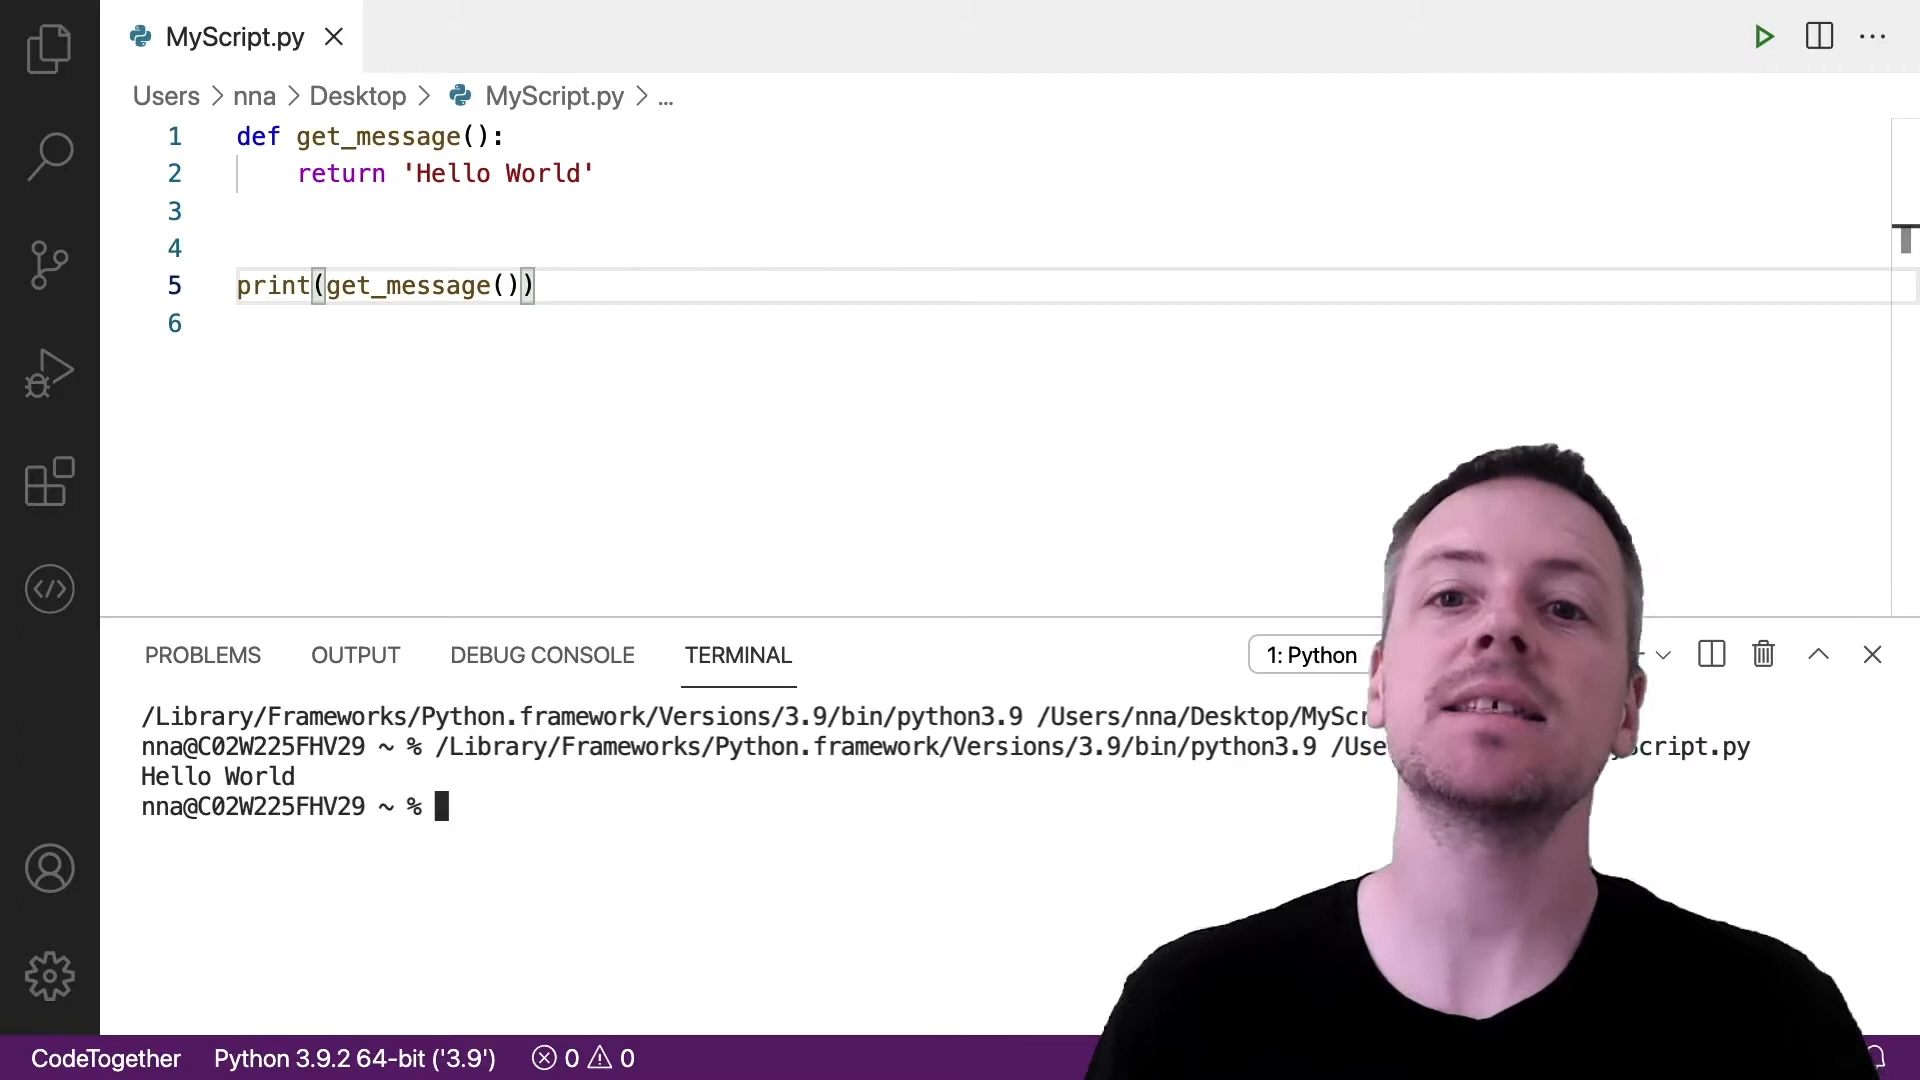 MyScript.py
Users > nna > Desktop > MyScript.py > ...
1 def get_message():
2 return 'Hello World'
3
4
5 print(get_message())
6
PROBLEMS OUTPUT DEBUG CONSOLE TERMINAL 1: Python
/Library/Frameworks/Python.framework/Versions/3.9/bin/python3.9 /Users/nna/Desktop/MyScr
nna@C02W225FHV29 ~ % /Library/Frameworks/Python.framework/Versions/3.9/bin/python3.9 /Use yScript.py
Hello World
nna@C02W225FHV29 ~ %
CodeTogether Python 3.9.2 64-bit ('3.9') 0 0